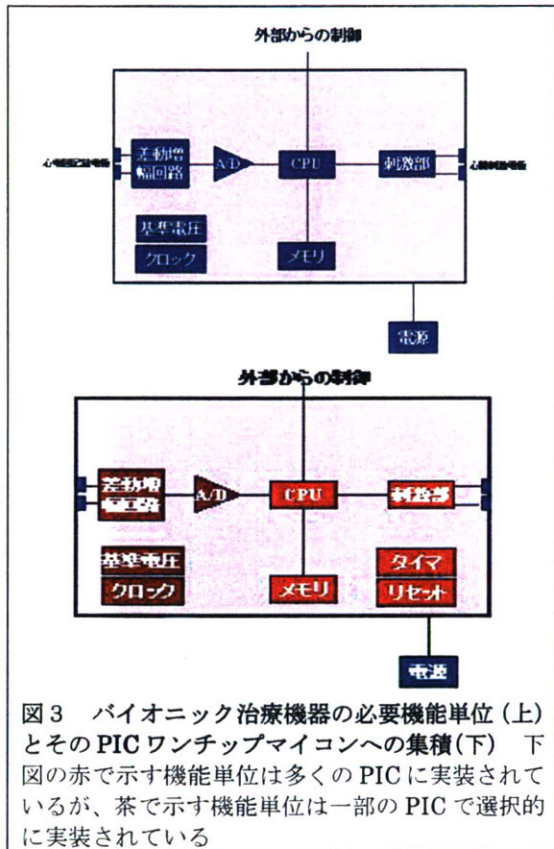 外部からの制御
差動増
幅回路
A/D
CPU
刺激部
基準電圧
クロック
メモリ
電源
外部からの制御
差動増
幅回路
A/D
CPU
刺激部
基準電圧
クロック
メモリ
タイマ
リセット
電源
図3 バイオニック治療機器の必要機能単位(上)
とそのPICワンチップマイコンへの集積(下) 下
図の赤で示す機能単位は多くのPICに実装されて
いるが、茶で示す機能単位は一部のPICで選択的
に実装されている